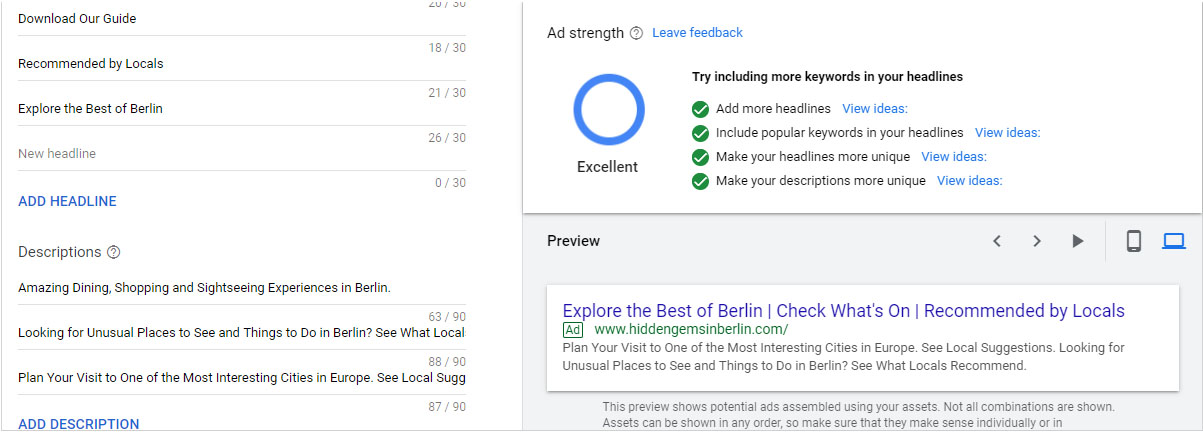 20 / 30
Download Our Guide
18 / 30
Recommended by Locals
21 / 30
Explore the Best of Berlin
26 / 30
New headline
0 / 30
ADD HEADLINE
Descriptions
Amazing Dining, Shopping and Sightseeing Experiences in Berlin.
63 / 90
Looking for Unusual Places to See and Things to Do in Berlin? See What Local
88 / 90
Plan Your Visit to One of the Most Interesting Cities in Europe. See Local Sugg
87 / 90
ADD DESCRIPTION
Ad strength
Leave feedback
Excellent
Try including more keywords in your headlines
Add more headlines View ideas:
Include popular keywords in your headlines View ideas:
Make your headlines more unique View ideas:
Make your descriptions more unique View ideas:
Preview
Explore the Best of Berlin | Check What's On | Recommended by Locals
Ad www.hiddengemsinberlin.com/
Plan Your Visit to One of the Most Interesting Cities in Europe. See Local Suggestions. Looking for
Unusual Places to See and Things to Do in Berlin? See What Locals Recommend.
This preview shows potential ads assembled using your assets. Not all combinations are shown.
Assets can be shown in any order, so make sure that they make sense individually or in